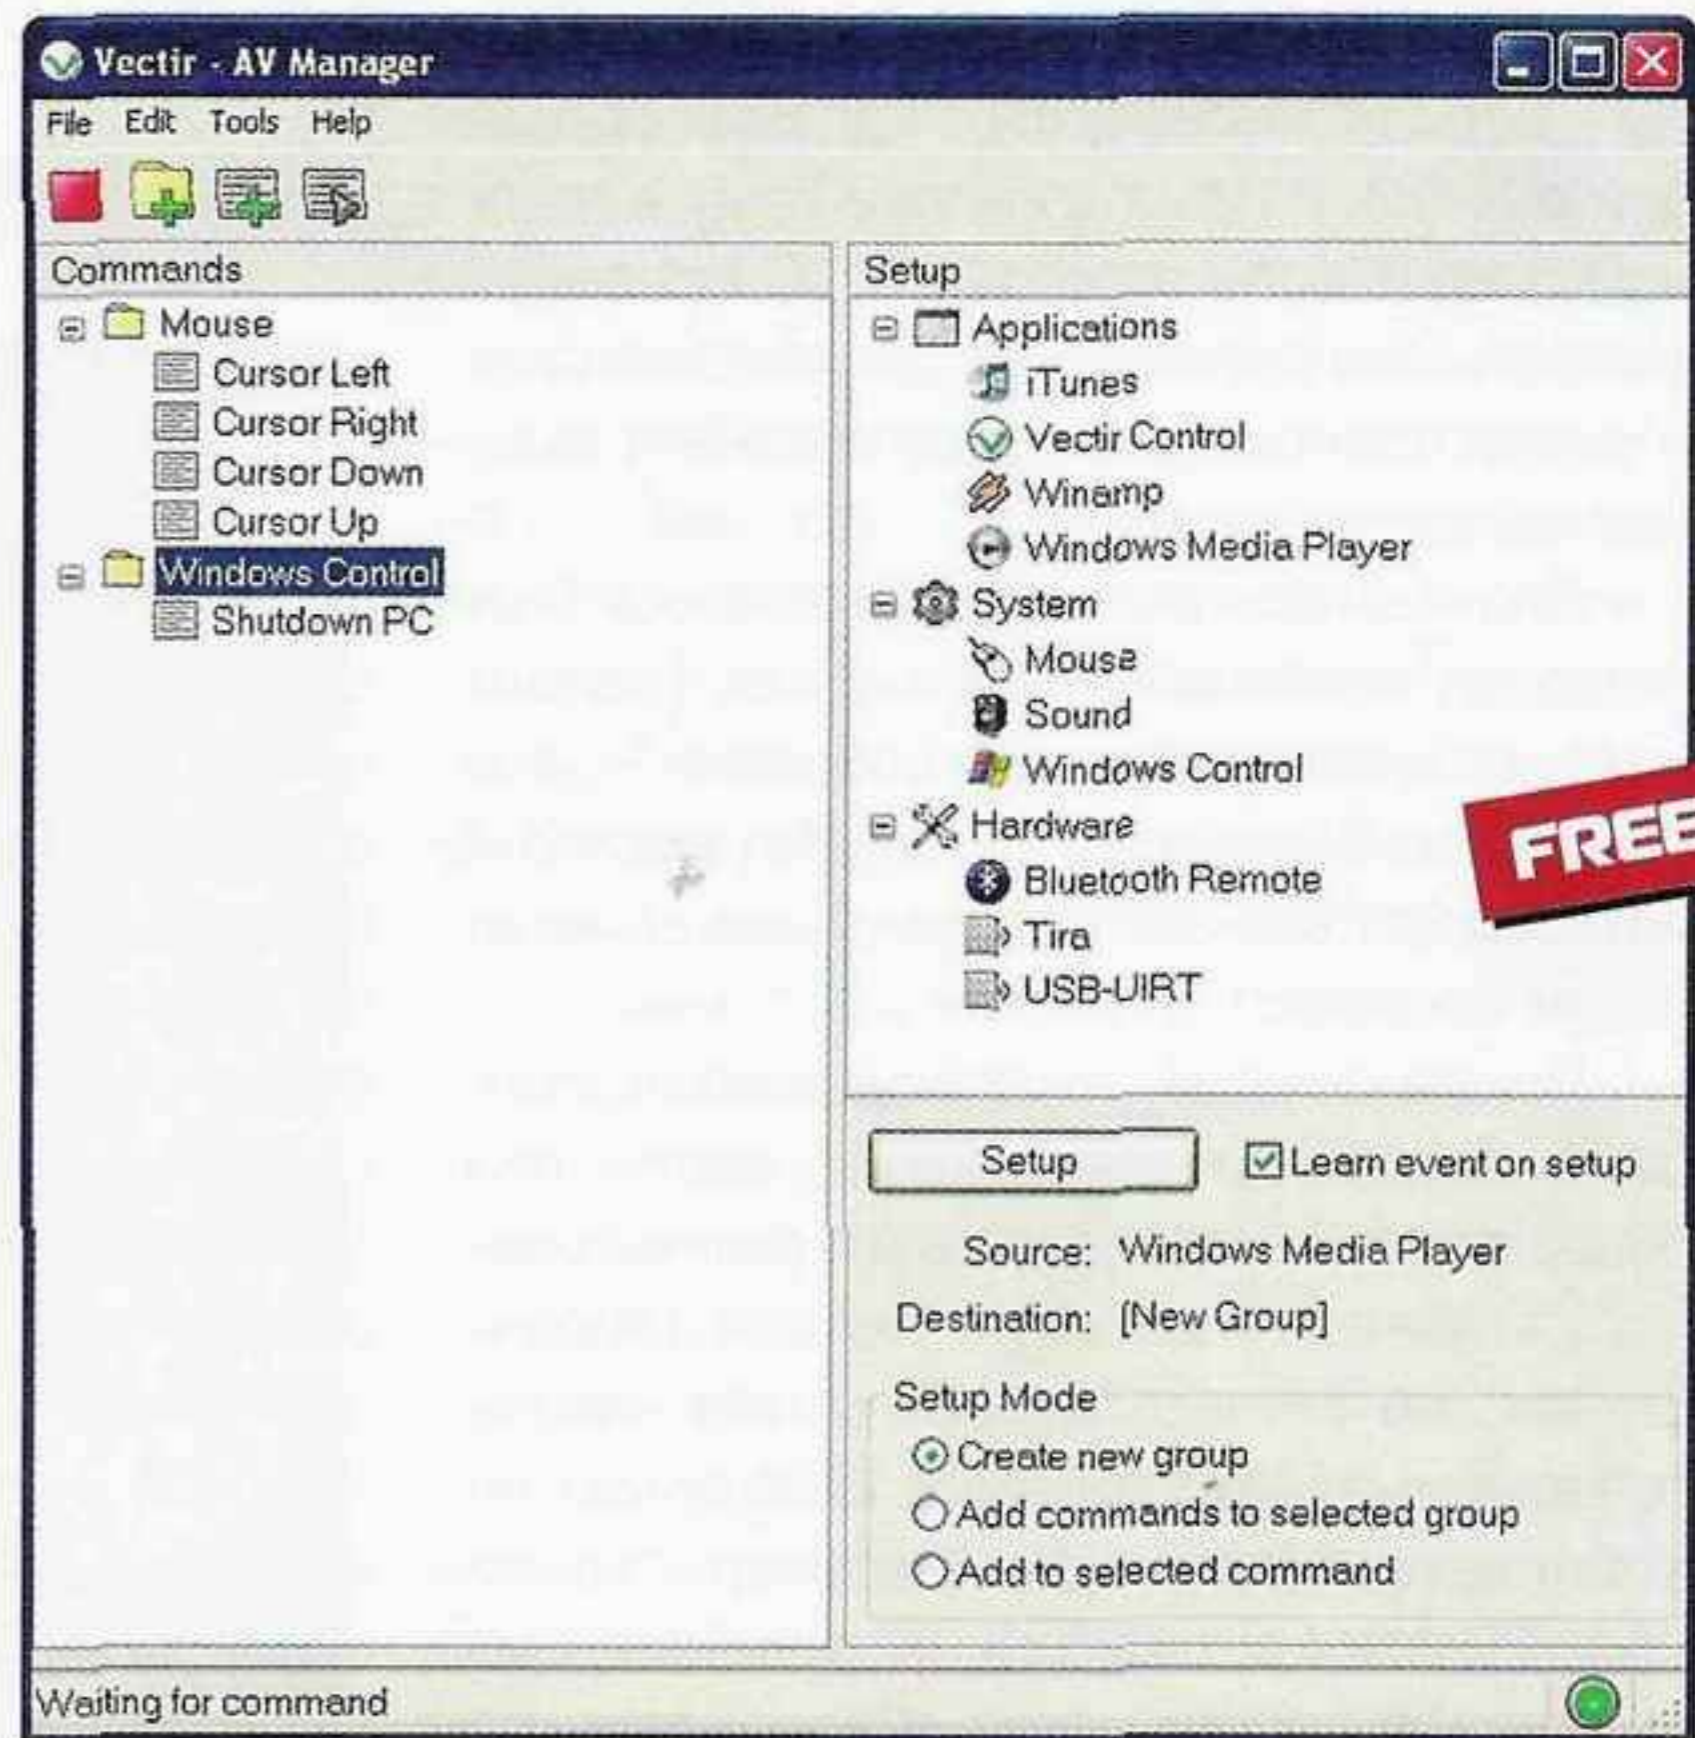 Vectir - AV Manager
File Edit Tools Help
Commands
Mouse
Cursor Left
Cursor Right
Cursor Down
Cursor Up
Windows Control
Shutdown PC
Setup
Applications
iTunes
Vectir Control
Winamp
Windows Media Player
System
Mouse
Sound
Windows Control
Hardware
Bluetooth Remote
Tira
USB-UIRT
FREE
Setup
Learn event on setup
Source: Windows Media Player
Destination: [New Group]
Setup Mode
Create new group
Add commands to selected group
Add to selected command
Waiting for command